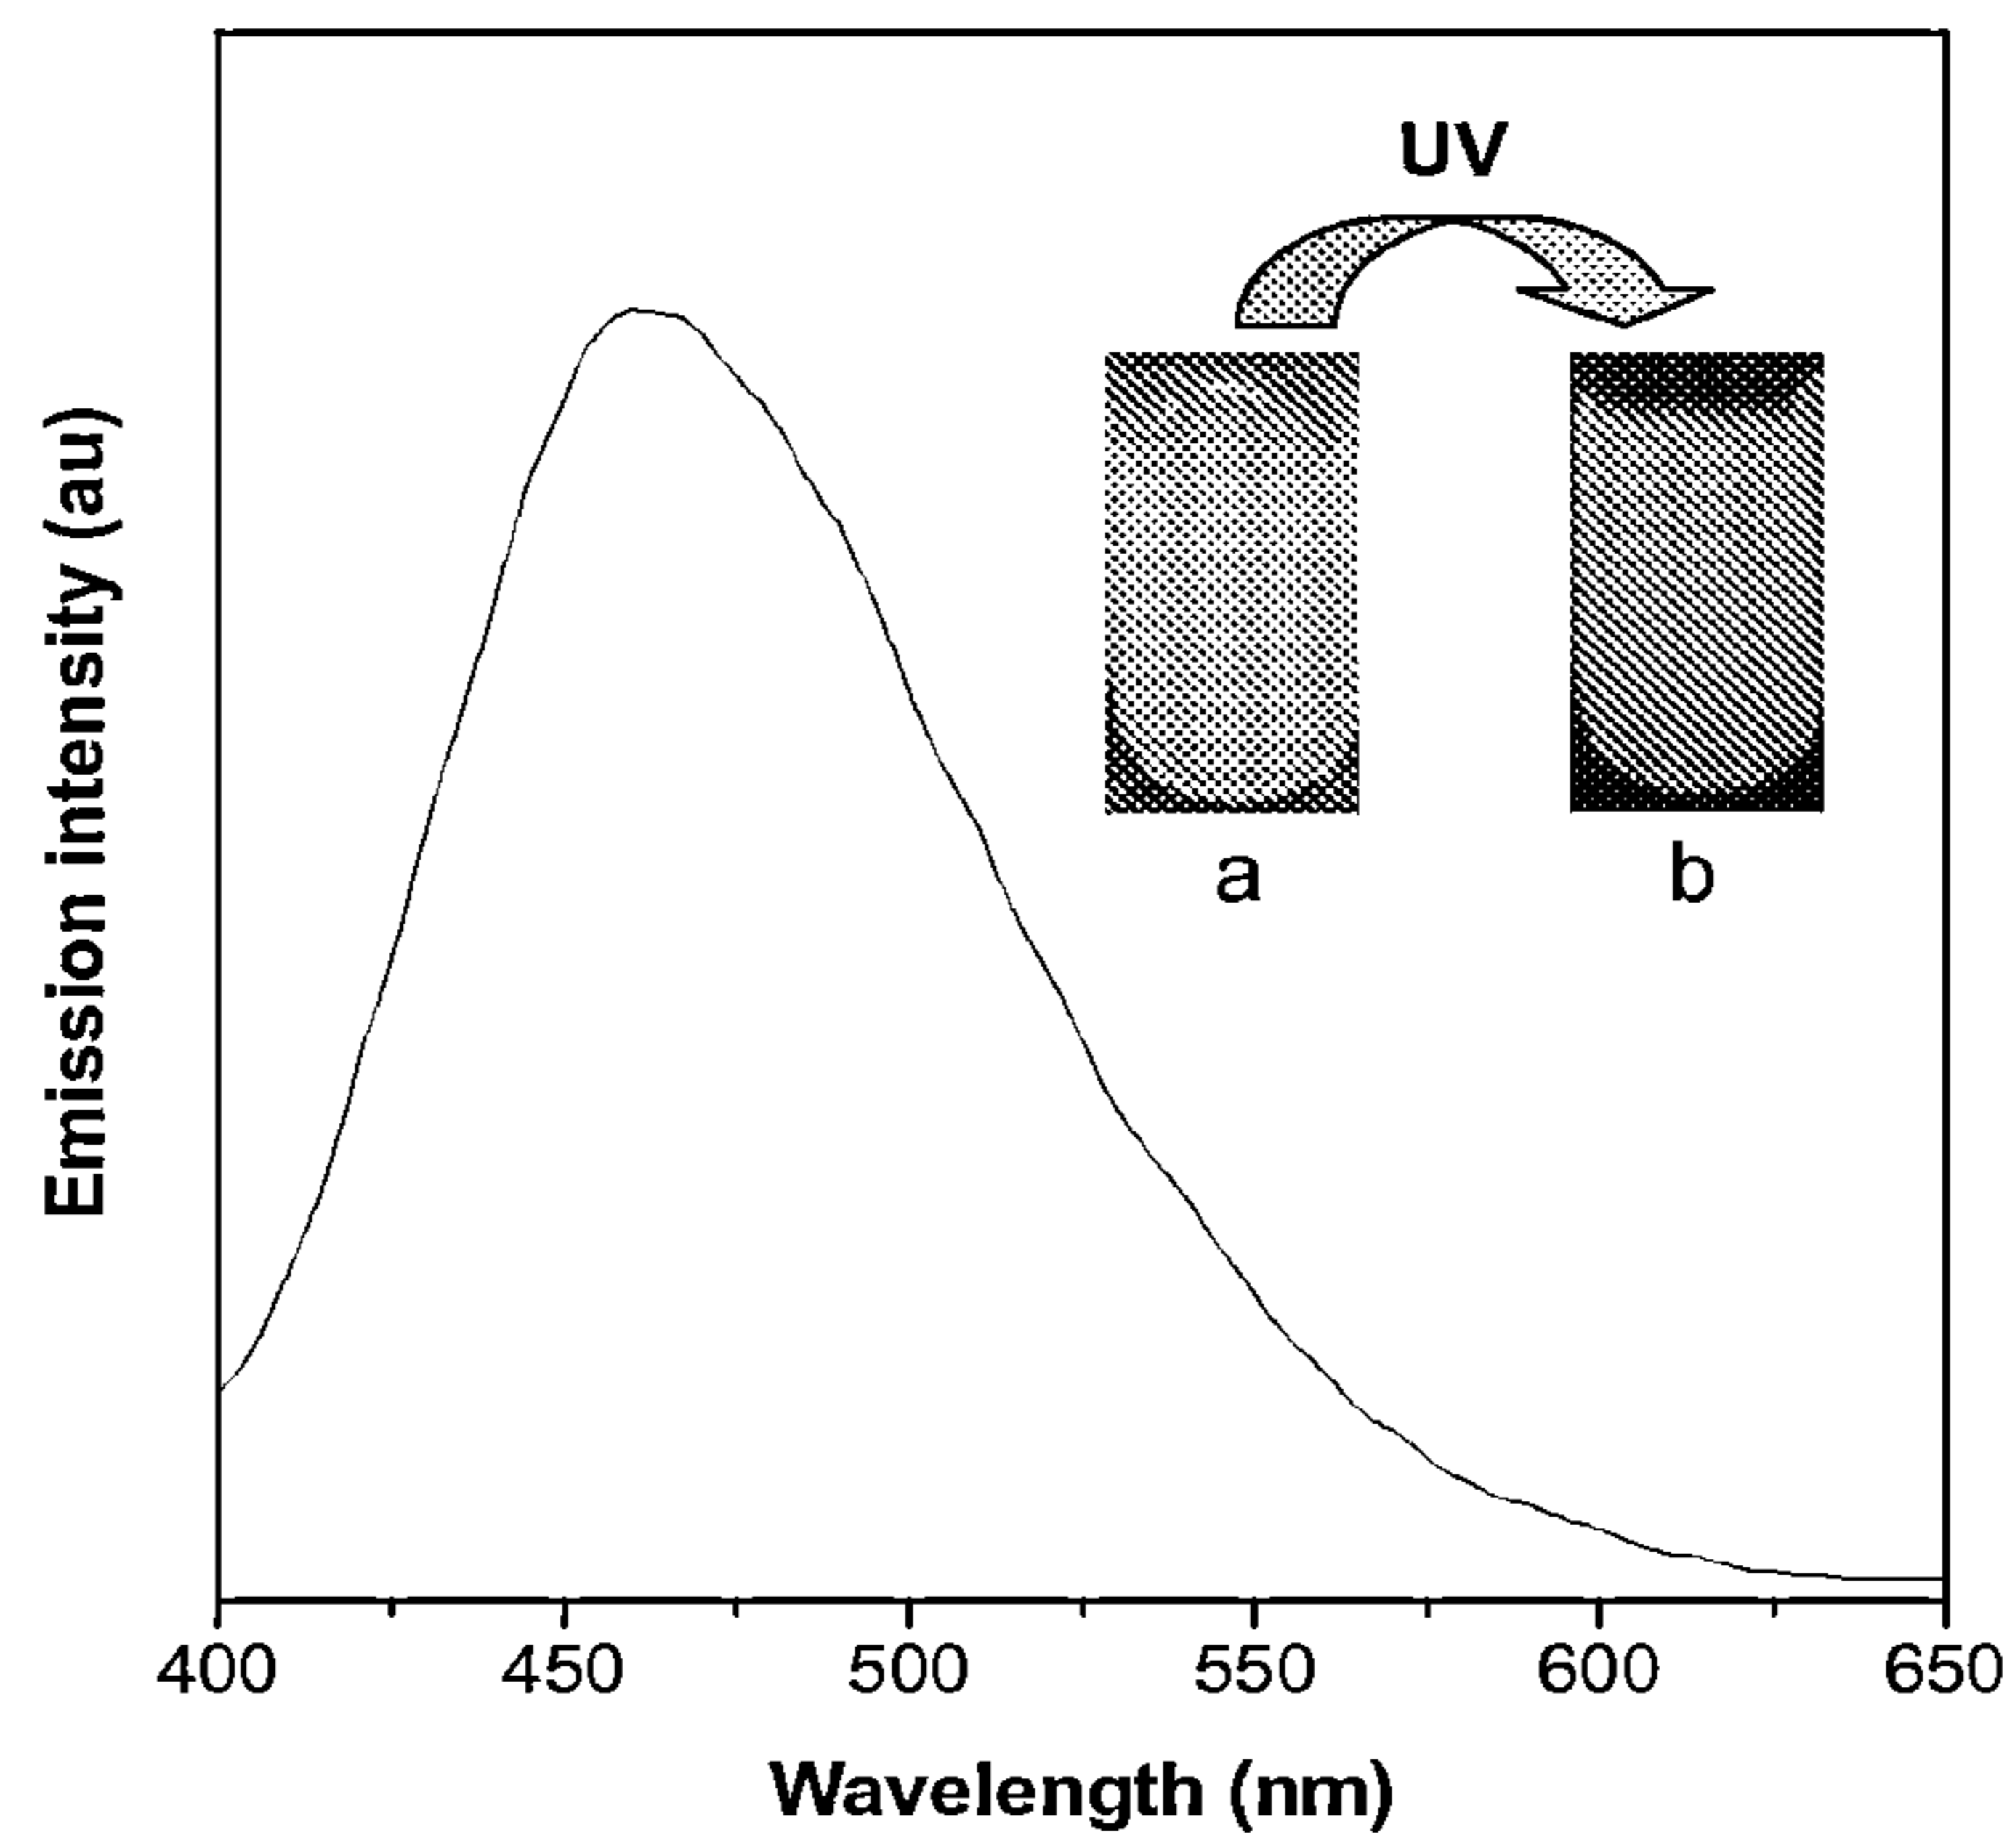 UV
a
b
Emission intensity (au)
400
450
500
550
600
650
Wavelength (nm)